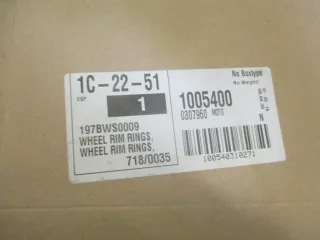 1C-22-51
1
197BWS0009
WHEEL RIM RINGS,
WHEEL RIM RINGS,
718/0035
No Boxtype
No Weight
1005400
0307960 MOTO
N
100540310271